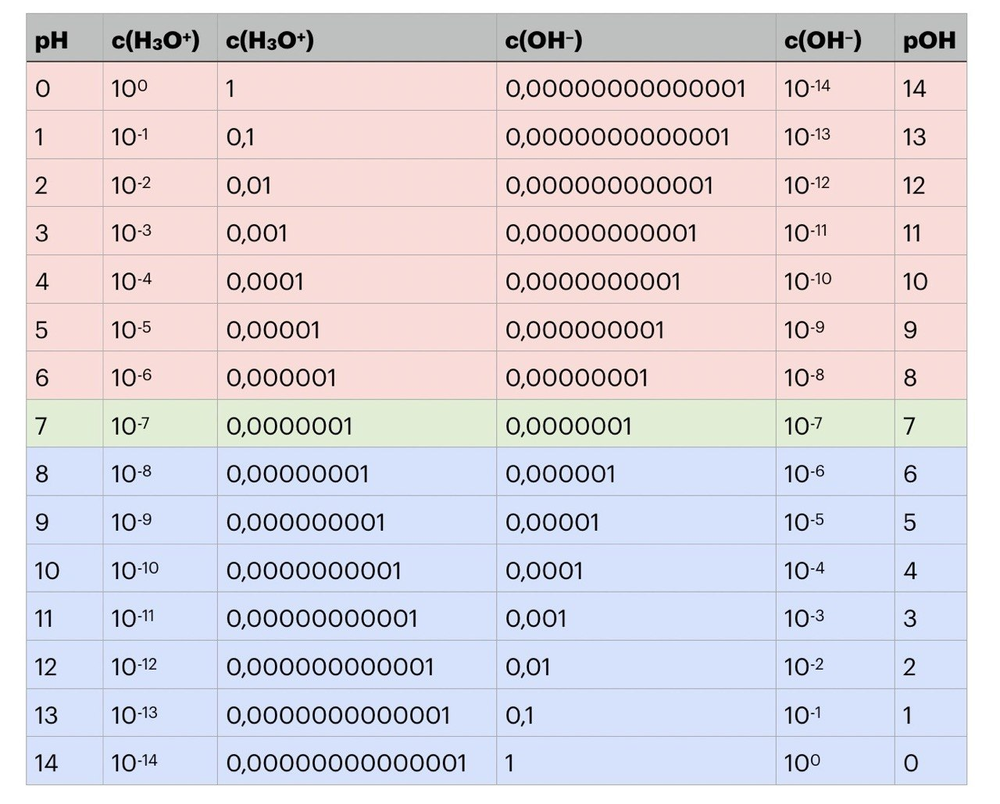 pH c(H₃O⁺) c(H₃O⁺) c(OH⁻) c(OH⁻) pOH
0 10⁰ 1 0,00000000000001 10⁻¹⁴ 14
1 10⁻¹ 0,1 0,0000000000001 10⁻¹³ 13
2 10⁻² 0,01 0,000000000001 10⁻¹² 12
3 10⁻³ 0,001 0,00000000001 10⁻¹¹ 11
4 10⁻⁴ 0,0001 0,0000000001 10⁻¹⁰ 10
5 10⁻⁵ 0,00001 0,000000001 10⁻⁹ 9
6 10⁻⁶ 0,000001 0,00000001 10⁻⁸ 8
7 10⁻⁷ 0,0000001 0,0000001 10⁻⁷ 7
8 10⁻⁸ 0,00000001 0,000001 10⁻⁶ 6
9 10⁻⁹ 0,000000001 0,00001 10⁻⁵ 5
10 10⁻¹⁰ 0,0000000001 0,0001 10⁻⁴ 4
11 10⁻¹¹ 0,00000000001 0,001 10⁻³ 3
12 10⁻¹² 0,000000000001 0,01 10⁻² 2
13 10⁻¹³ 0,0000000000001 0,1 10⁻¹ 1
14 10⁻¹⁴ 0,00000000000001 1 10⁰ 0